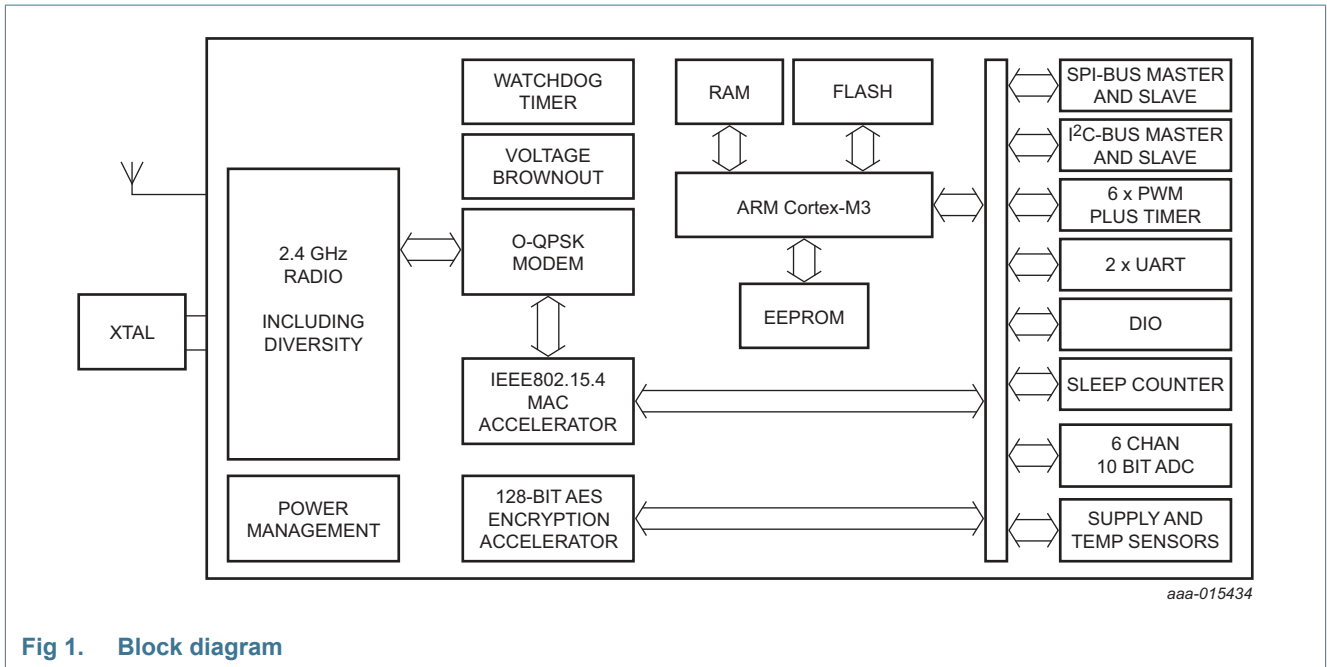 WATCHDOG
TIMER
RAM
FLASH
SPI-BUS MASTER
AND SLAVE
VOLTAGE
BROWNOUT
I²C-BUS MASTER
AND SLAVE
ARM Cortex-M3
6 x PWM
PLUS TIMER
2.4 GHz
RADIO
INCLUDING
DIVERSITY
O-QPSK
MODEM
2 x UART
XTAL
EEPROM
DIO
IEEE802.15.4
MAC
ACCELERATOR
SLEEP COUNTER
6 CHAN
10 BIT ADC
POWER
MANAGEMENT
128-BIT AES
ENCRYPTION
ACCELERATOR
SUPPLY AND
TEMP SENSORS
aaa-015434
Fig 1. Block diagram